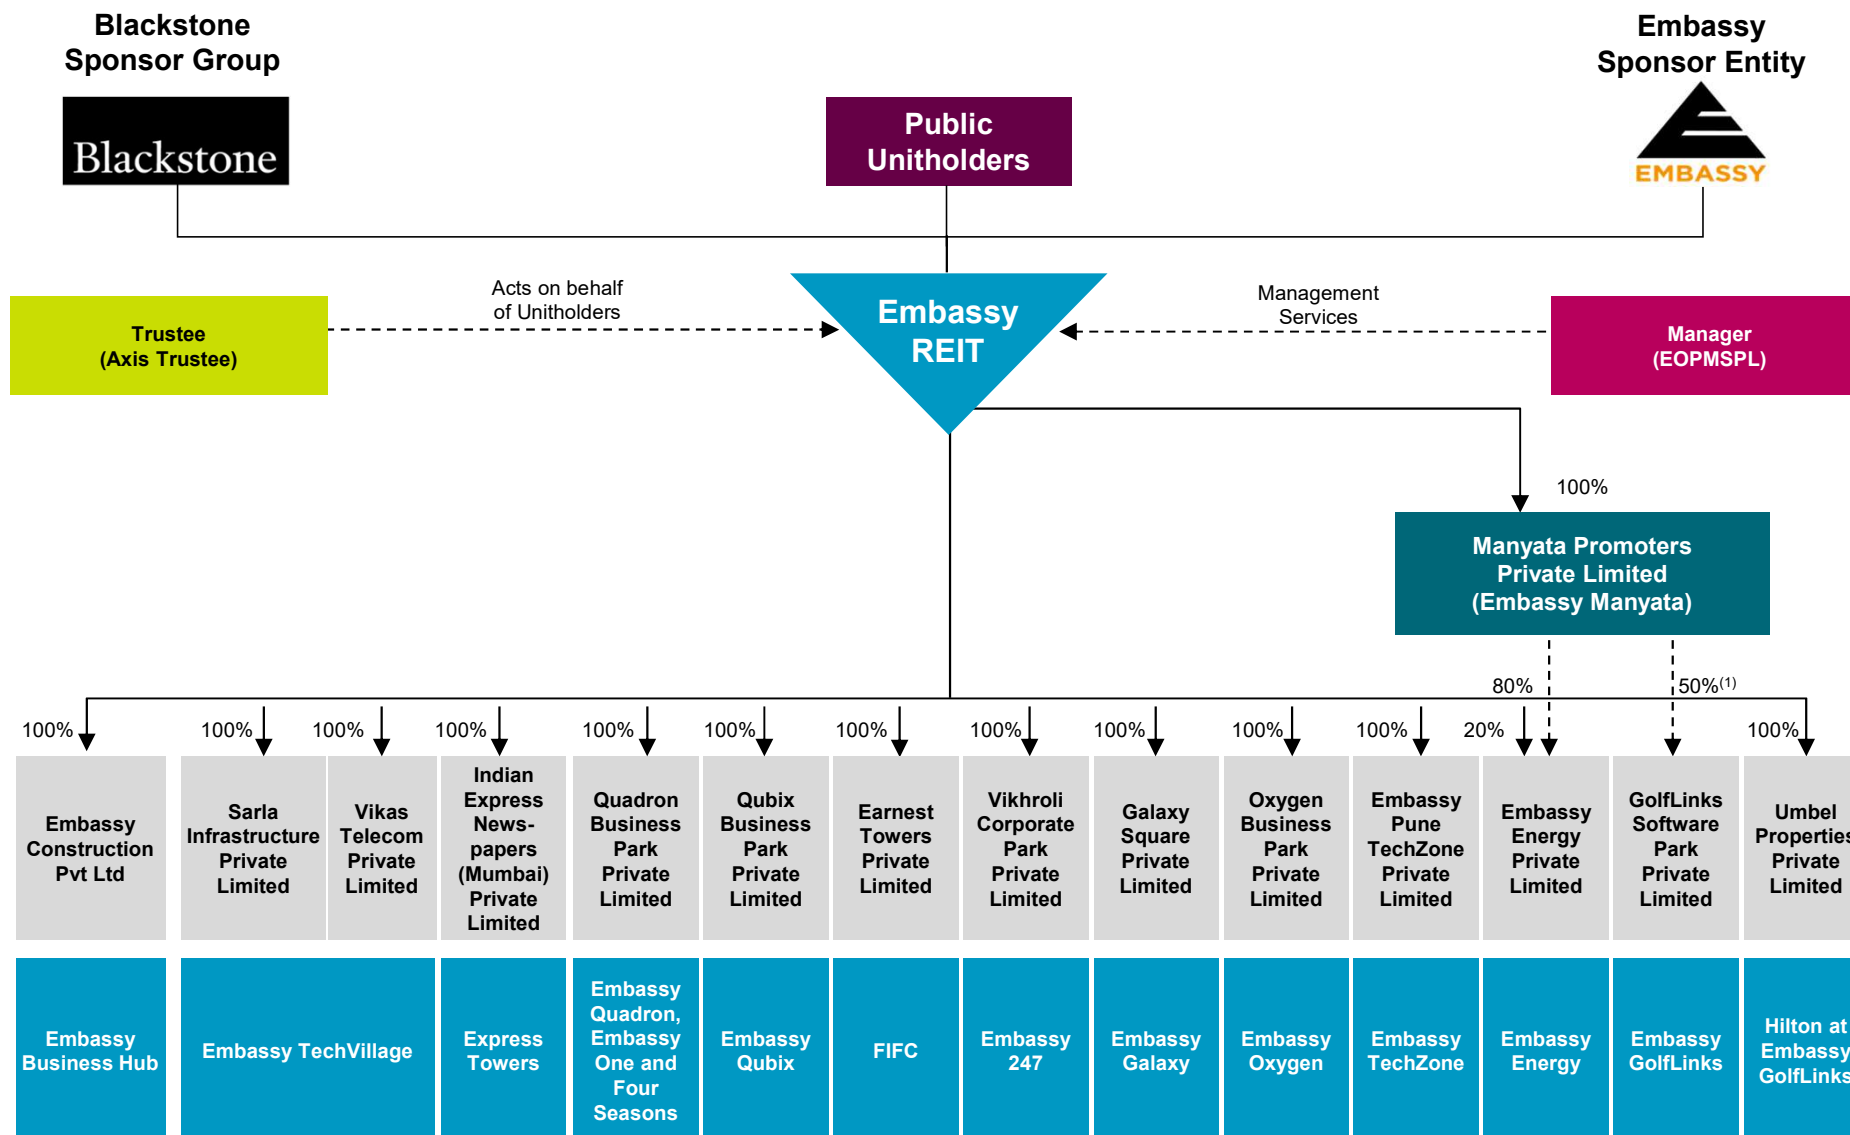 Blackstone
Sponsor Group
Blackstone
Public
Unitholders
Embassy
Sponsor Entity
EMBASSY
Trustee
(Axis Trustee)
Acts on behalf
of Unitholders
Embassy
REIT
Management
Services
Manager
(EOPMSPL)
100%
Manyata Promoters
Private Limited
(Embassy Manyata)
80%
50%(1)
100%
100%
100%
100%
100%
100%
100%
100%
100%
100%
100%
20%
100%
Embassy
Construction
Pvt Ltd
Sarla
Infrastructure
Private
Limited
Vikas
Telecom
Private
Limited
Indian
Express
News-
papers
(Mumbai)
Private
Limited
Quadron
Business
Park
Private
Limited
Qubix
Business
Park
Private
Limited
Earnest
Towers
Private
Limited
Vikhroli
Corporate
Park
Private
Limited
Galaxy
Square
Private
Limited
Oxygen
Business
Park
Private
Limited
Embassy
Pune
TechZone
Private
Limited
Embassy
Energy
Private
Limited
GolfLinks
Software
Park
Private
Limited
Umbel
Properties
Private
Limited
Embassy
Business Hub
Embassy TechVillage
Express
Towers
Embassy
Quadron,
Embassy
One and
Four
Seasons
Embassy
Qubix
FIFC
Embassy
247
Embassy
Galaxy
Embassy
Oxygen
Embassy
TechZone
Embassy
Energy
Embassy
GolfLinks
Hilton at
Embassy
GolfLinks